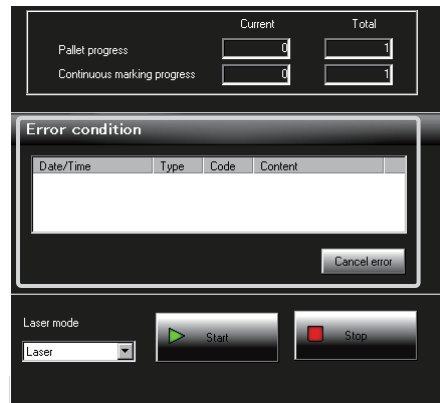 Current Total
Pallet progress 0 1
Continuous marking progress 0 1
Error condition
Date/Time Type Code Content
Cancel error
Laser mode
Laser Start Stop